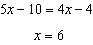 5x − 10 = 4x − 4
x = 6